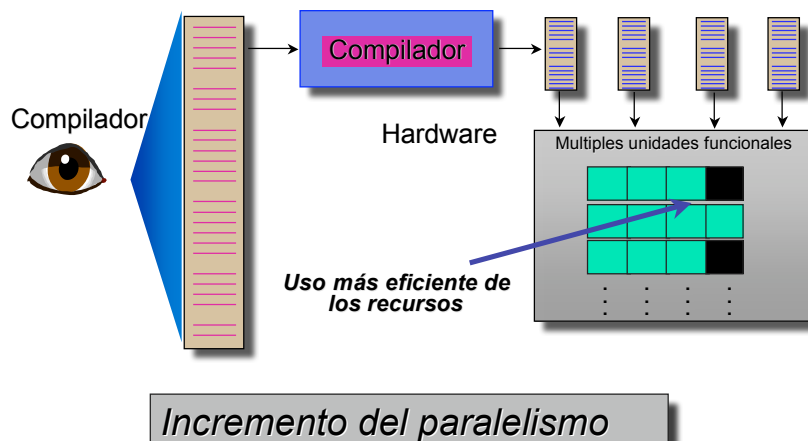 Compilador
Compilador
Hardware
Multiples unidades funcionales
Uso más eficiente de
los recursos
Incremento del paralelismo